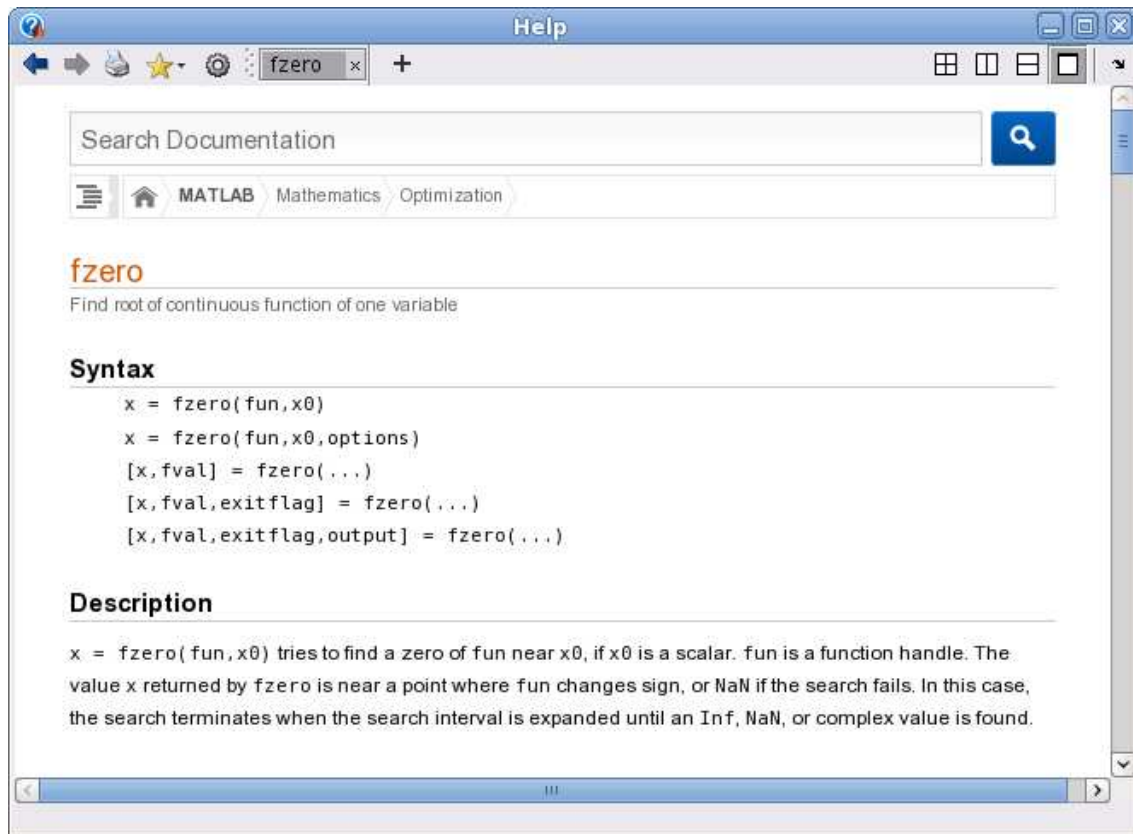 Help
fzero
Search Documentation
MATLAB Mathematics Optimization
fzero
Find root of continuous function of one variable
Syntax
x = fzero(fun,x0)
x = fzero(fun,x0,options)
[x,fval] = fzero(...)
[x,fval,exitflag] = fzero(...)
[x,fval,exitflag,output] = fzero(...)
Description
x = fzero(fun,x0) tries to find a zero of fun near x0, if x0 is a scalar. fun is a function handle. The
value x returned by fzero is near a point where fun changes sign, or NaN if the search fails. In this case,
the search terminates when the search interval is expanded until an Inf, NaN, or complex value is found.